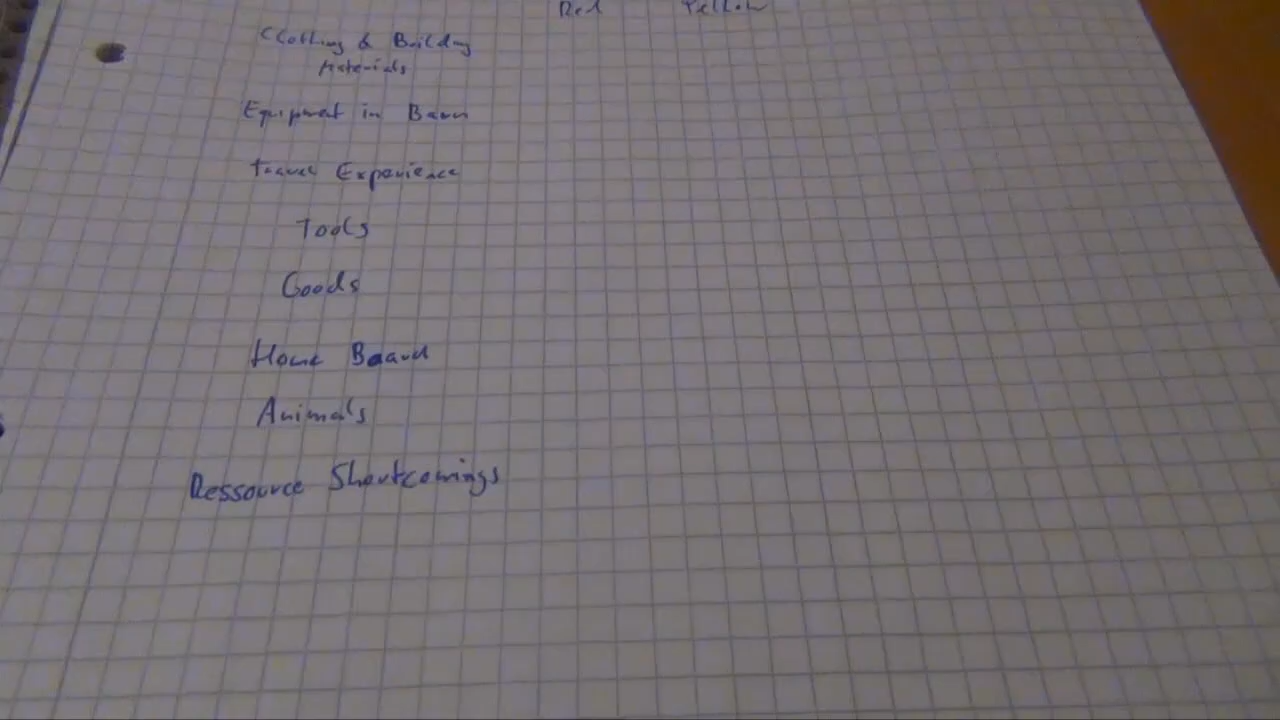 Red Yellow
Clothing & Building
Materials
Equipment in Barn
Travel Experience
Tools
Goods
Home Board
Animals
Ressource Shortcomings